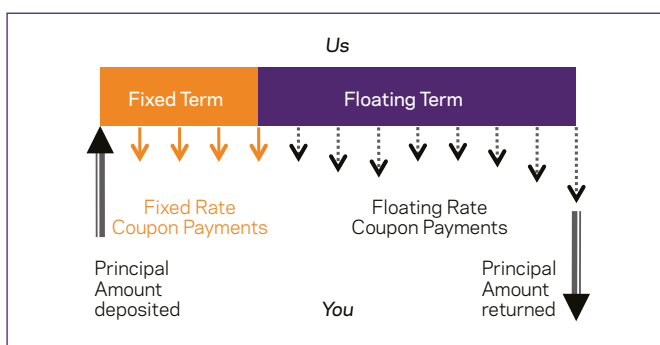 Us
Fixed Term
Floating Term
Fixed Rate
Coupon Payments
Floating Rate
Coupon Payments
Principal
Amount
deposited
You
Principal
Amount
returned